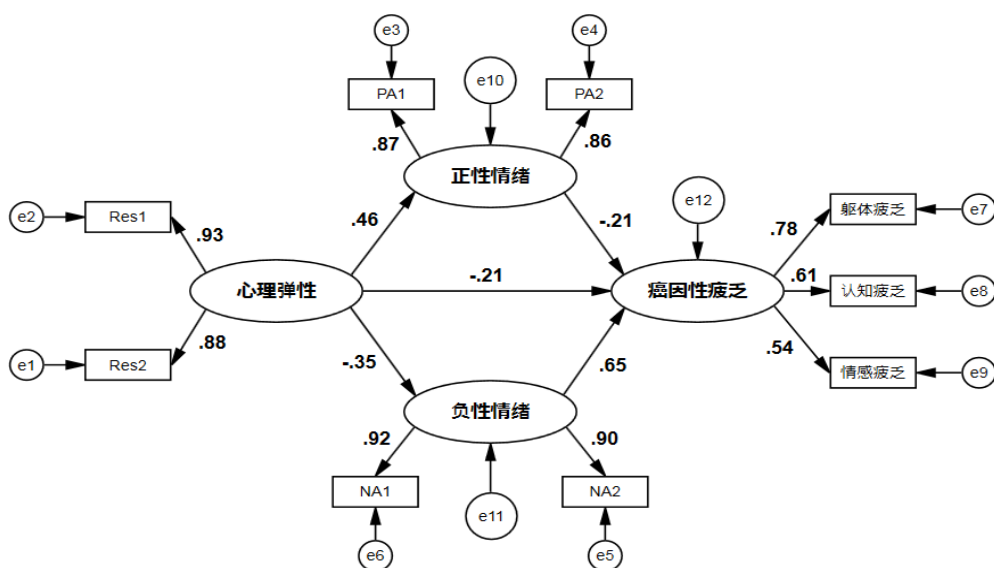 e3
e4
e10
PA1
PA2
.87
.86
正性情绪
e12
e2
Res1
.93
.46
-.21
.78
躯体疲乏
e7
心理弹性
-.21
癌因性疲乏
.61
认知疲乏
e8
e1
Res2
.88
-.35
.65
.54
情感疲乏
e9
负性情绪
.92
.90
NA1
NA2
e11
e6
e5